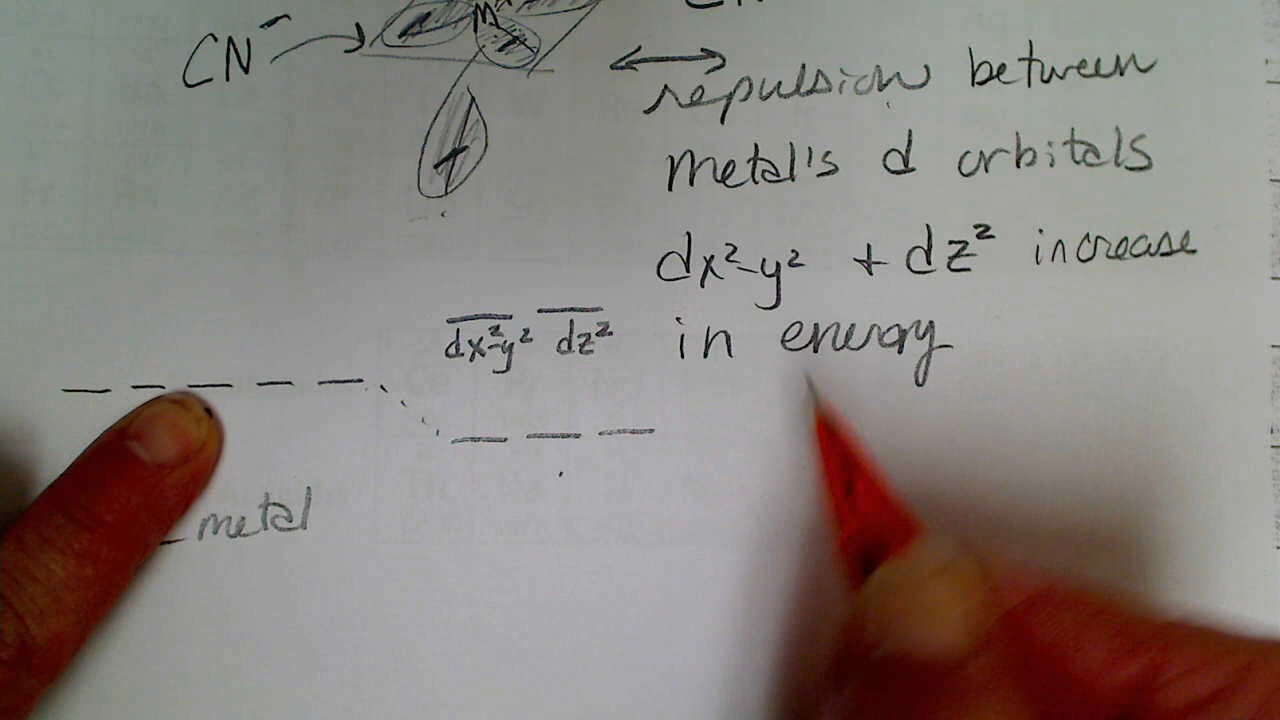 CN⁻
M
repulsion between
metal's d orbitals
dx²-y² + dz² increase
in energy
dx²-y² dz²
metal